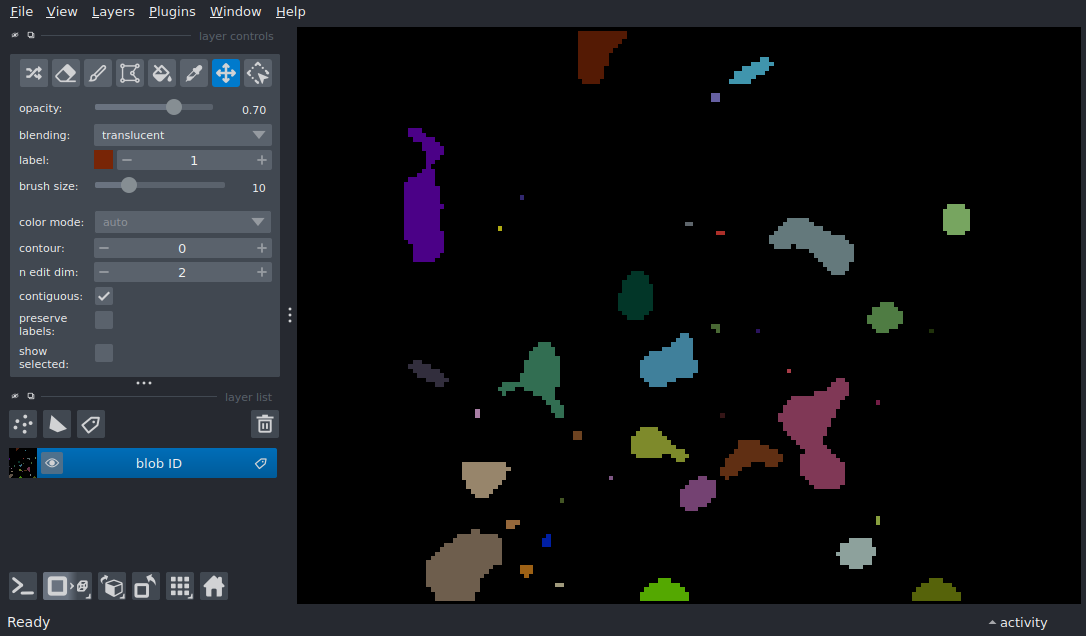 File View Layers Plugins Window Help
layer controls
opacity: 0.70
blending: translucent
label: 1
brush size: 10
color mode: auto
contour: 0
n edit dim: 2
contiguous:
preserve
labels:
show
selected:
layer list
blob ID
Ready
activity